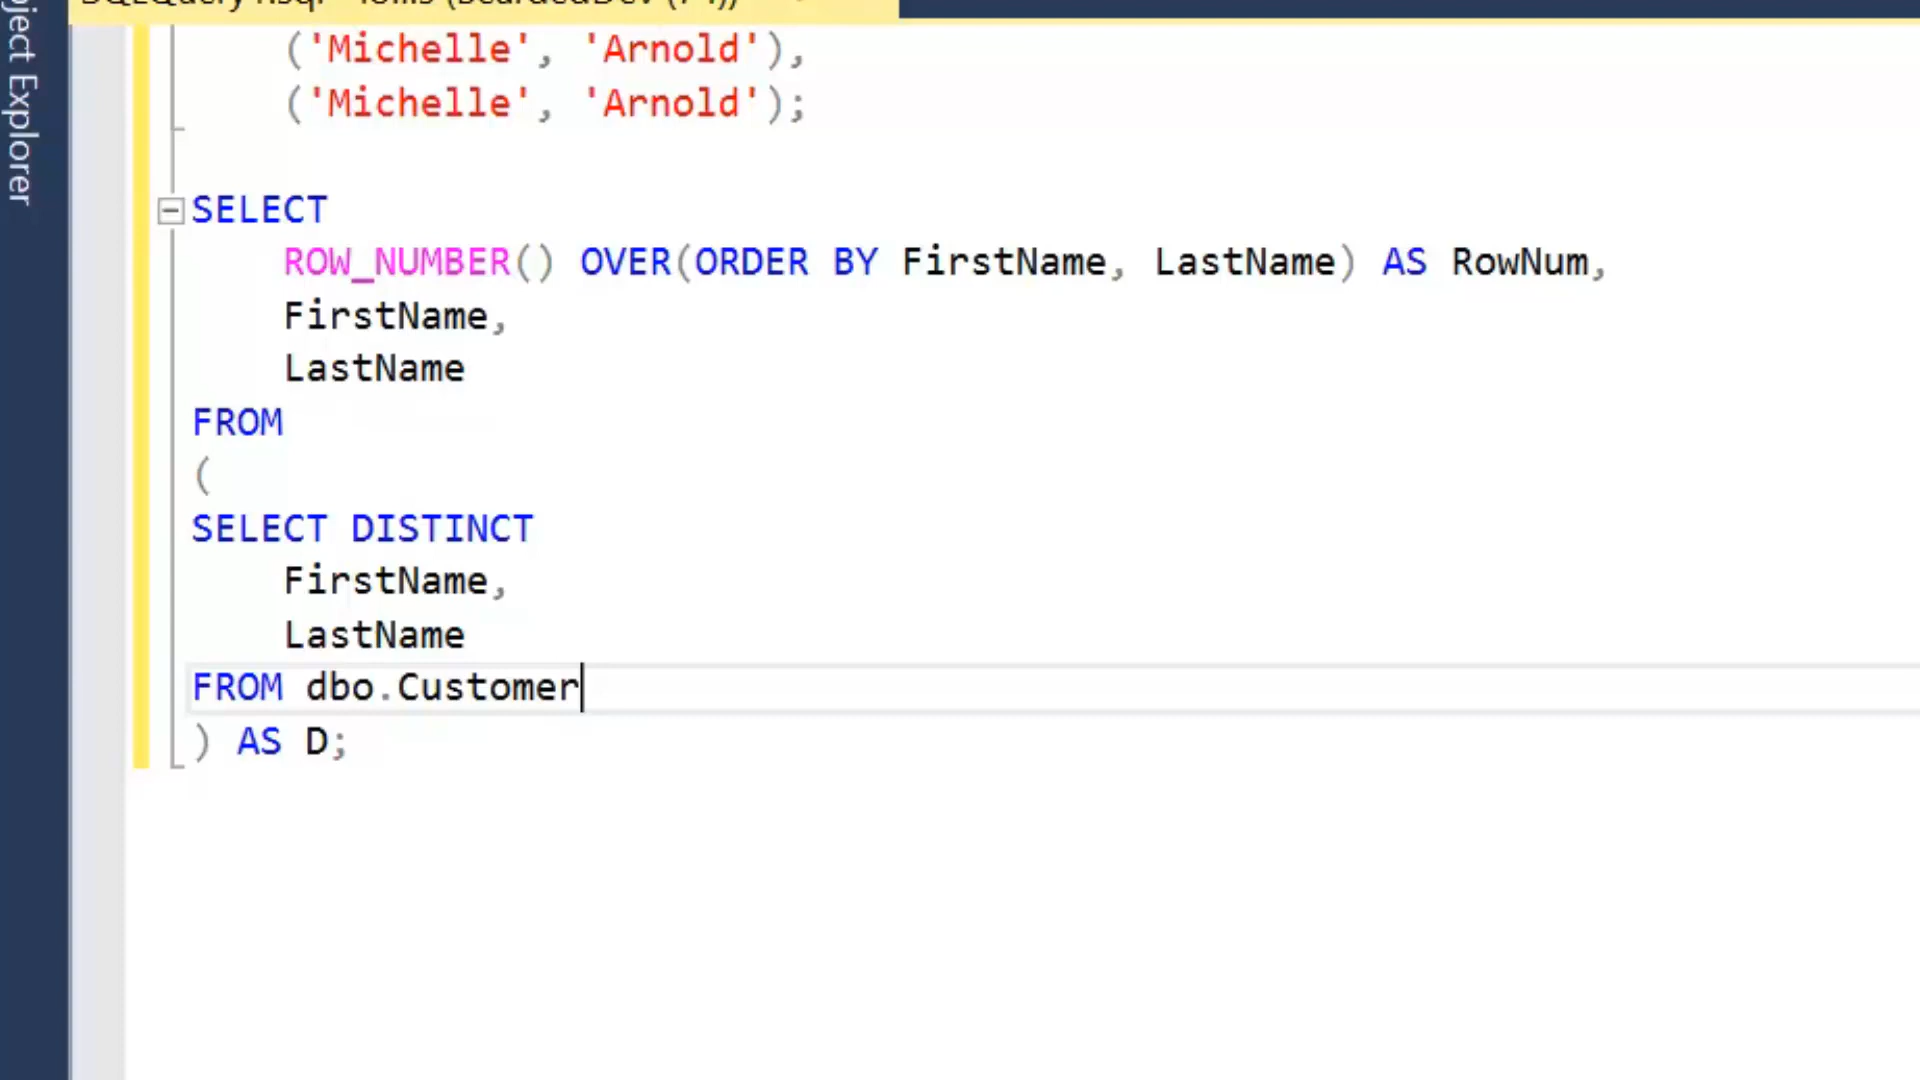 Explorer
('Michelle', 'Arnold'),
('Michelle', 'Arnold');
SELECT
ROW_NUMBER() OVER(ORDER BY FirstName, LastName) AS RowNum,
FirstName,
LastName
FROM
(
SELECT DISTINCT
FirstName,
LastName
FROM dbo.Customer
) AS D;